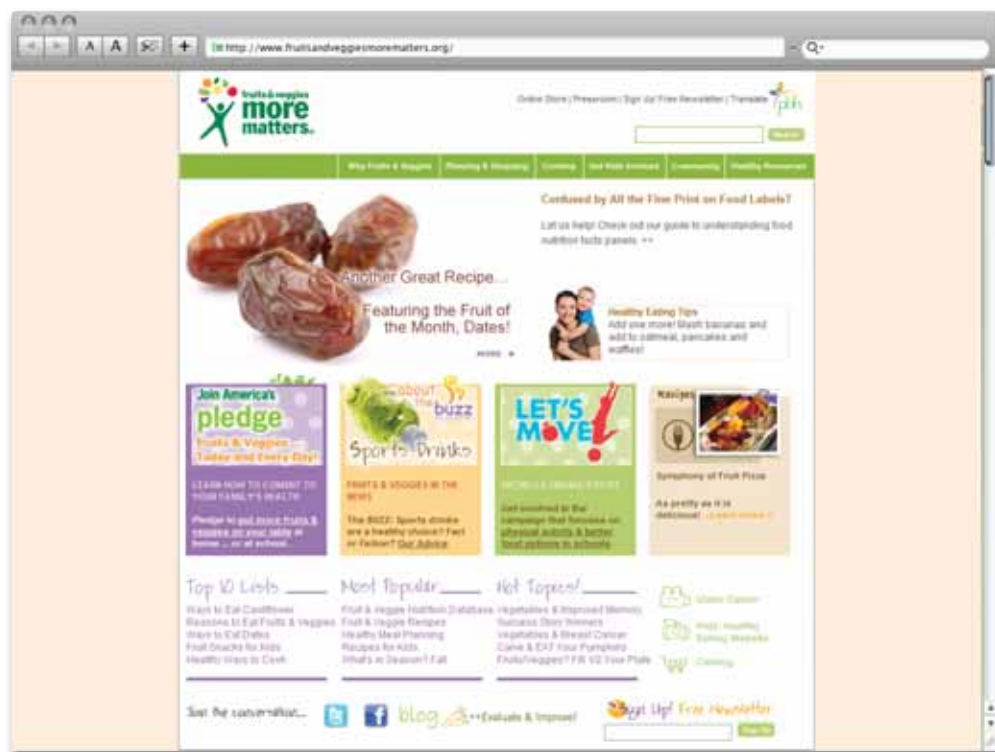 A A +
http://www.fruitsandveggiesmorematters.org/
fruits & veggies
more
matters.
Online Store | Pressroom | Sign Up! Free Newsletter | Translate
pbh
Search
Why Fruits & Veggies Planning & Shopping Cooking Get Kids Involved Community Healthy Resources
Confused by All the Fine Print on Food Labels?
Let us help! Check out our guide to understanding food
nutrition facts panels. >>
Another Great Recipe...
Featuring the Fruit of
the Month, Dates!
MORE
Healthy Eating Tips
Add one more! Mash bananas and
add to oatmeal, pancakes and
waffles!
Join America's
pledge
Fruits & Veggies
Today and Every Day!
LEARN HOW TO COMMIT TO
YOUR FAMILY'S HEALTH
Pledge to put more fruits &
veggies on your table at
home ... or at school...
about
the buzz
Sports Drinks
FRUITS & VEGGIES IN THE
NEWS
The BUZZ: Sports drinks
are a healthy choice? Fact
or Fiction? Our Advice
LET'S
MOVE!
Get involved in the
campaign that focuses on
physical activity & better
food options in schools
Recipes
Symphony of Fruit Pizza
As pretty as it is
delicious!
Top 10 Lists
Ways to Eat Cauliflower
Reasons to Eat Fruits & Veggies
Ways to Eat Dates
Fruit Snacks for Kids
Healthy Ways to Cook
Most Popular
Fruit & Veggie Nutrition Database
Fruit & Veggie Recipes
Healthy Meal Planning
Recipes for Kids
What's in Season? Fall
Hot Topics!
Vegetables & Improved Memory
Success Story Winners
Vegetables & Breast Cancer
Carve & EAT Your Pumpkins
Fruits/Veggies? Fill 1/2 Your Plate
Video Center
Kids' Healthy
Eating Website
Catalog
Join the conversation...
blog
Evaluate & Improve!
Sign Up! Free Newsletter
Sign Up